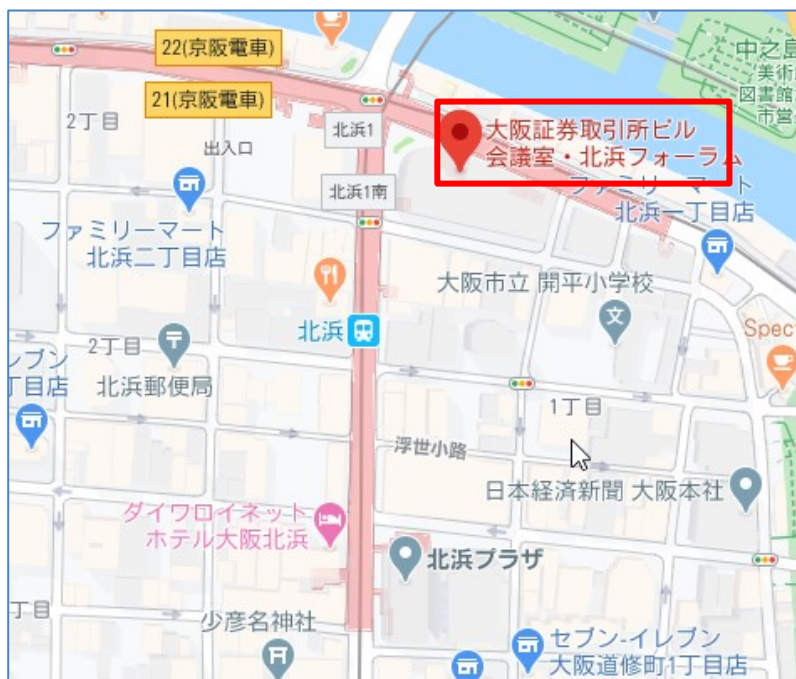 22(京阪電車)
21(京阪電車)
2丁目
出入口
北浜1
北浜1南
大阪証券取引所ビル
会議室・北浜フォーラム
中之島
美術
図書館
市営
ファミリーマート
北浜二丁目店
ファミリーマート
北浜一丁目店
大阪市立 開平小学校
北浜
2丁目
北浜郵便局
レブン
丁目店
Spec
1丁目
浮世小路
日本経済新聞 大阪本社
ダイワロイネット
ホテル大阪北浜
北浜プラザ
丁目
少彦名神社
セブン-イレブン
大阪道修町1丁目店